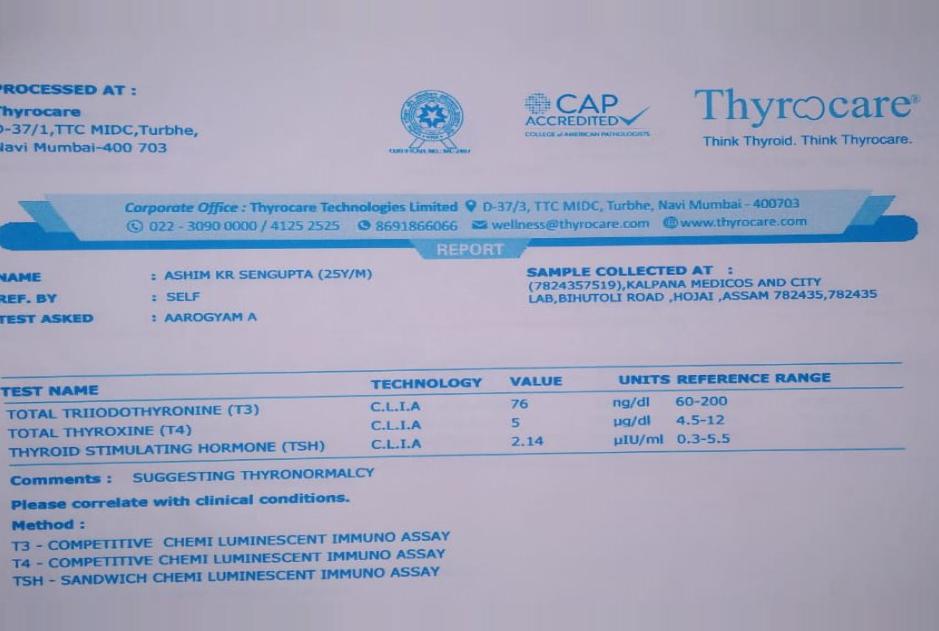 PROCESSED AT :
Thyrocare
D-37/1,TTC MIDC,Turbhe,
Navi Mumbai-400 703
CAP
ACCREDITED
COLLEGE of AMERICAN PATHOLOGISTS
Thyrocare®
Think Thyroid. Think Thyrocare.
Corporate Office : Thyrocare Technologies Limited D-37/3, TTC MIDC, Turbhe, Navi Mumbai - 400703
022 - 3090 0000 / 4125 2525 8691866066 wellness@thyrocare.com www.thyrocare.com
REPORT
NAME : ASHIM KR SENGUPTA (25Y/M)
REF. BY : SELF
TEST ASKED : AAROGYAM A
SAMPLE COLLECTED AT :
(7824357519),KALPANA MEDICOS AND CITY
LAB,BIHUTOLI ROAD ,HOJAI ,ASSAM 782435,782435
TEST NAME TECHNOLOGY VALUE UNITS REFERENCE RANGE
TOTAL TRIIODOTHYRONINE (T3) C.L.I.A 76 ng/dl 60-200
TOTAL THYROXINE (T4) C.L.I.A 5 µg/dl 4.5-12
THYROID STIMULATING HORMONE (TSH) C.L.I.A 2.14 µIU/ml 0.3-5.5
Comments : SUGGESTING THYRONORMALCY
Please correlate with clinical conditions.
Method :
T3 - COMPETITIVE CHEMI LUMINESCENT IMMUNO ASSAY
T4 - COMPETITIVE CHEMI LUMINESCENT IMMUNO ASSAY
TSH - SANDWICH CHEMI LUMINESCENT IMMUNO ASSAY